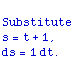 Substitute
s = t + 1,
ds = 1 dt.